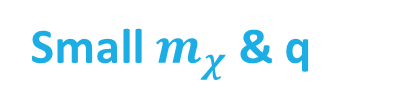 Small 𝑚𝜒 & q